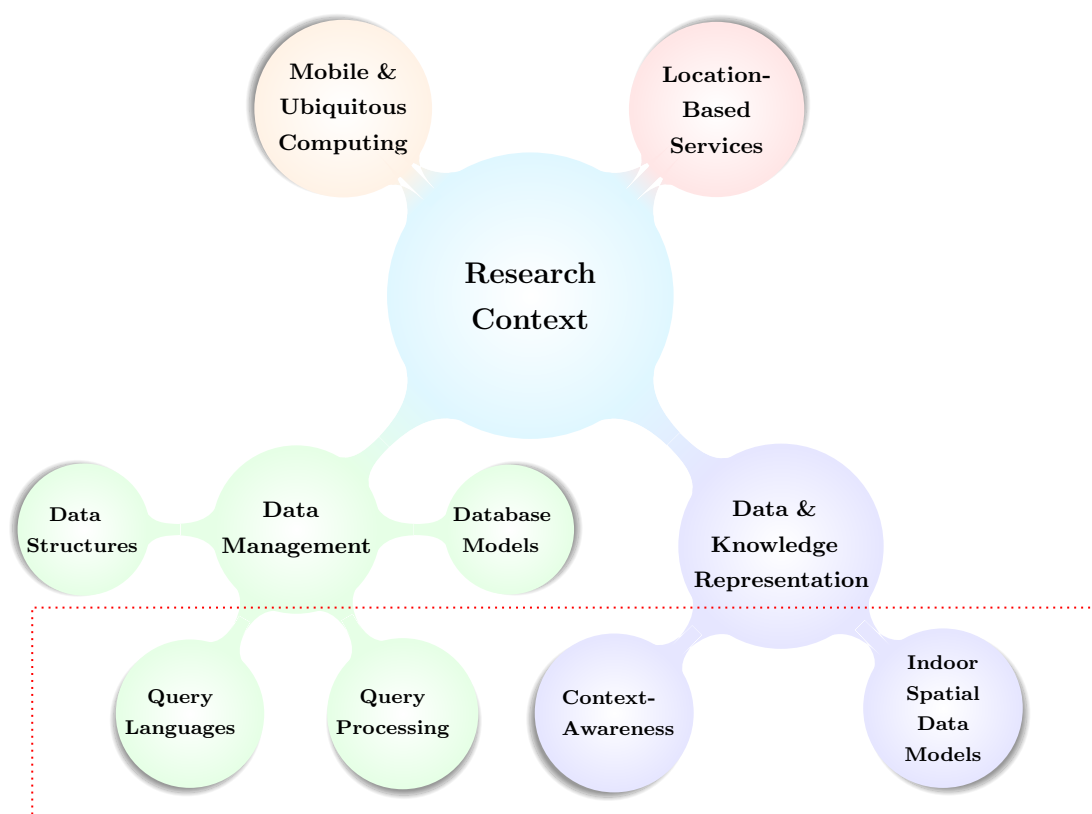 Mobile &
Ubiquitous
Computing
Location-
Based
Services
Research
Context
Data
Structures
Data
Management
Database
Models
Data &
Knowledge
Representation
Query
Languages
Query
Processing
Context-
Awareness
Indoor
Spatial
Data
Models